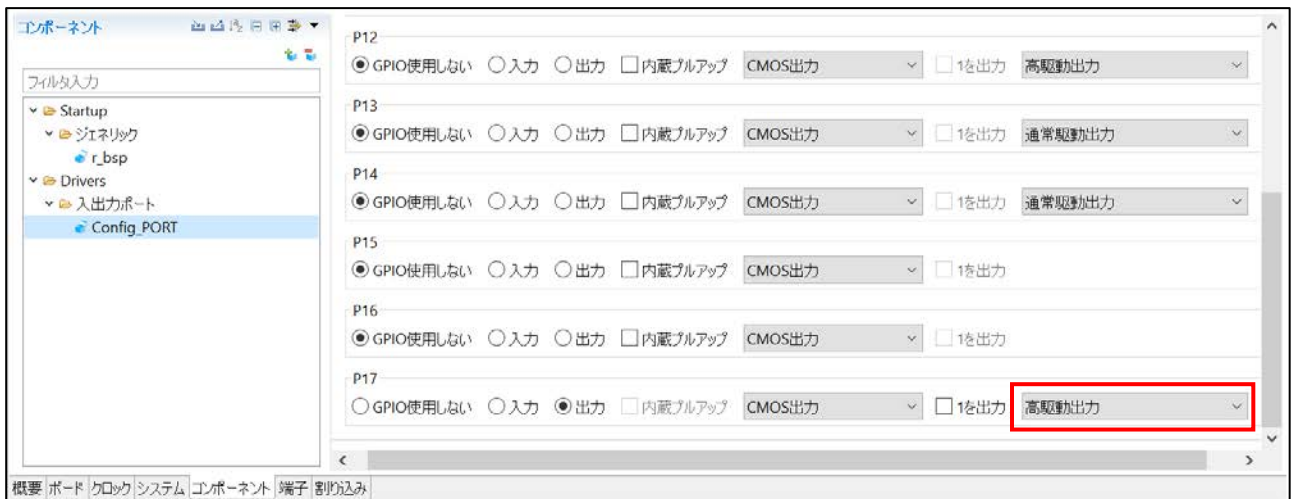 コンポーネント
フィルタ入力
Startup
ジェネリック
r_bsp
Drivers
入出力ポート
Config_PORT
P12
GPIO使用しない 入力 出力 内蔵プルアップ CMOS出力 1を出力 高駆動出力
P13
GPIO使用しない 入力 出力 内蔵プルアップ CMOS出力 1を出力 通常駆動出力
P14
GPIO使用しない 入力 出力 内蔵プルアップ CMOS出力 1を出力 通常駆動出力
P15
GPIO使用しない 入力 出力 内蔵プルアップ CMOS出力 1を出力
P16
GPIO使用しない 入力 出力 内蔵プルアップ CMOS出力 1を出力
P17
GPIO使用しない 入力 出力 内蔵プルアップ CMOS出力 1を出力 高駆動出力
概要 ボード クロック システム コンポーネント 端子 割り込み